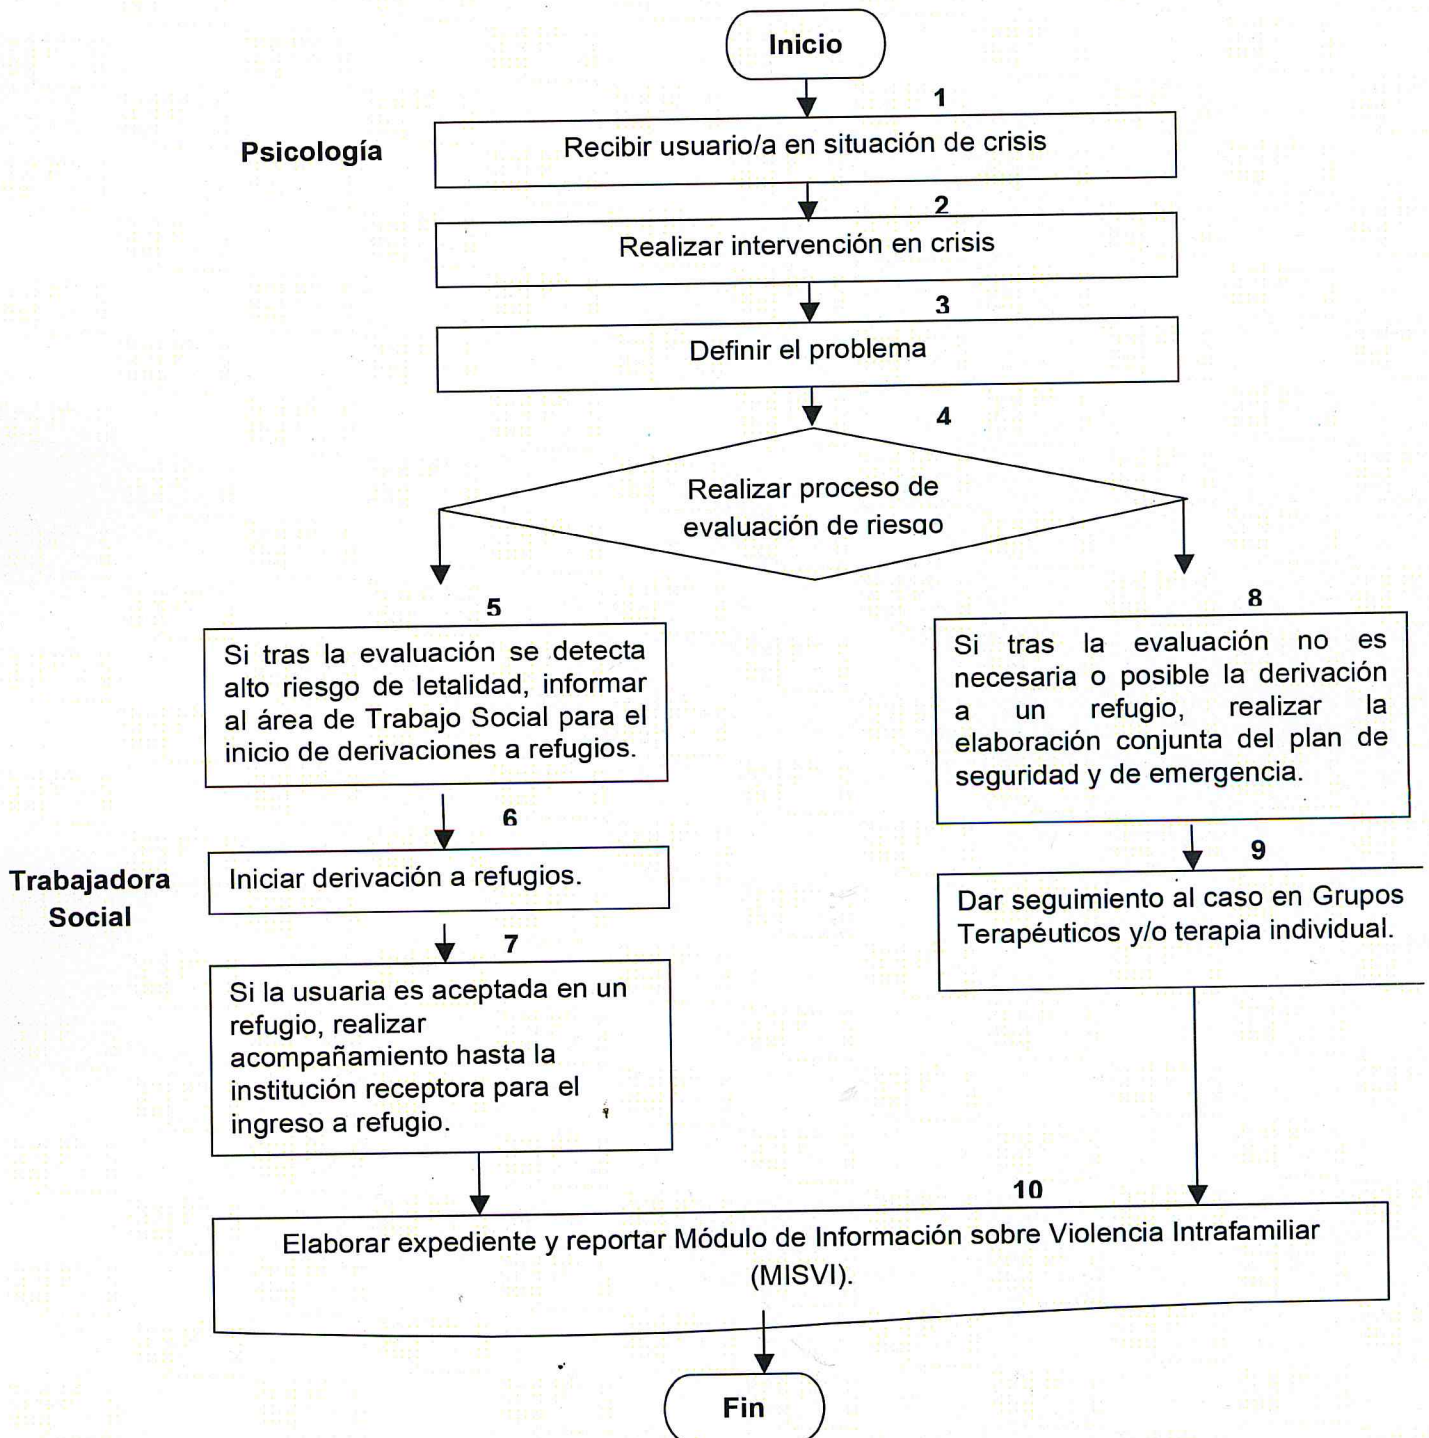 Inicio
1
Psicología
Recibir usuario/a en situación de crisis
2
Realizar intervención en crisis
3
Definir el problema
4
Realizar proceso de
evaluación de riesgo
5
Si tras la evaluación se detecta
alto riesgo de letalidad, informar
al área de Trabajo Social para el
inicio de derivaciones a refugios.
8
Si tras la evaluación no es
necesaria o posible la derivación
a un refugio, realizar la
elaboración conjunta del plan de
seguridad y de emergencia.
6
Trabajadora
Social
Iniciar derivación a refugios.
7
Si la usuaria es aceptada en un
refugio, realizar
acompañamiento hasta la
institución receptora para el
ingreso a refugio.
9
Dar seguimiento al caso en Grupos
Terapéuticos y/o terapia individual.
10
Elaborar expediente y reportar Módulo de Información sobre Violencia Intrafamiliar
(MISVI).
Fin